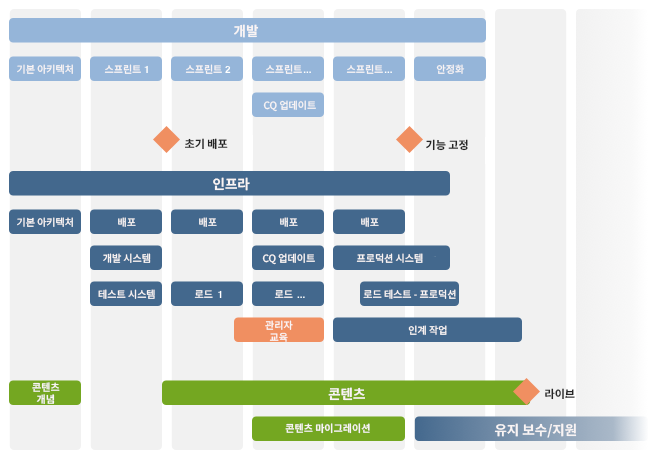 개발
기본 아키텍처
스프린트 1
스프린트 2
스프린트...
스프린트...
안정화
CQ 업데이트
초기 배포
기능 고정
인프라
기본 아키텍처
배포
배포
배포
배포
개발 시스템
CQ 업데이트
프로덕션 시스템
테스트 시스템
로드 1
로드 ...
로드 테스트 - 프로덕션
관리자
교육
인계 작업
콘텐츠
개념
콘텐츠
라이브
콘텐츠 마이그레이션
유지 보수/지원